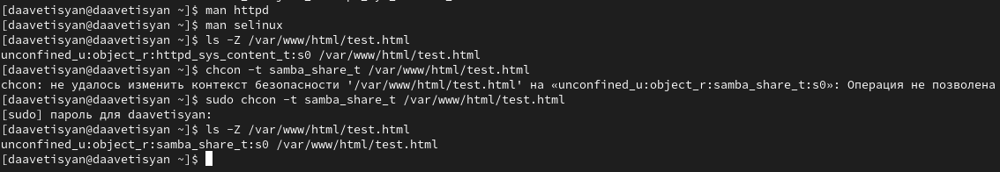 [daavetisyan@daavetisyan ~]$ man httpd
[daavetisyan@daavetisyan ~]$ man selinux
[daavetisyan@daavetisyan ~]$ ls -Z /var/www/html/test.html
unconfined_u:object_r:httpd_sys_content_t:s0 /var/www/html/test.html
[daavetisyan@daavetisyan ~]$ chcon -t samba_share_t /var/www/html/test.html
chcon: не удалось изменить контекст безопасности '/var/www/html/test.html' на «unconfined_u:object_r:samba_share_t:s0»: Операция не позволена
[daavetisyan@daavetisyan ~]$ sudo chcon -t samba_share_t /var/www/html/test.html
[sudo] пароль для daavetisyan:
[daavetisyan@daavetisyan ~]$ ls -Z /var/www/html/test.html
unconfined_u:object_r:samba_share_t:s0 /var/www/html/test.html
[daavetisyan@daavetisyan ~]$